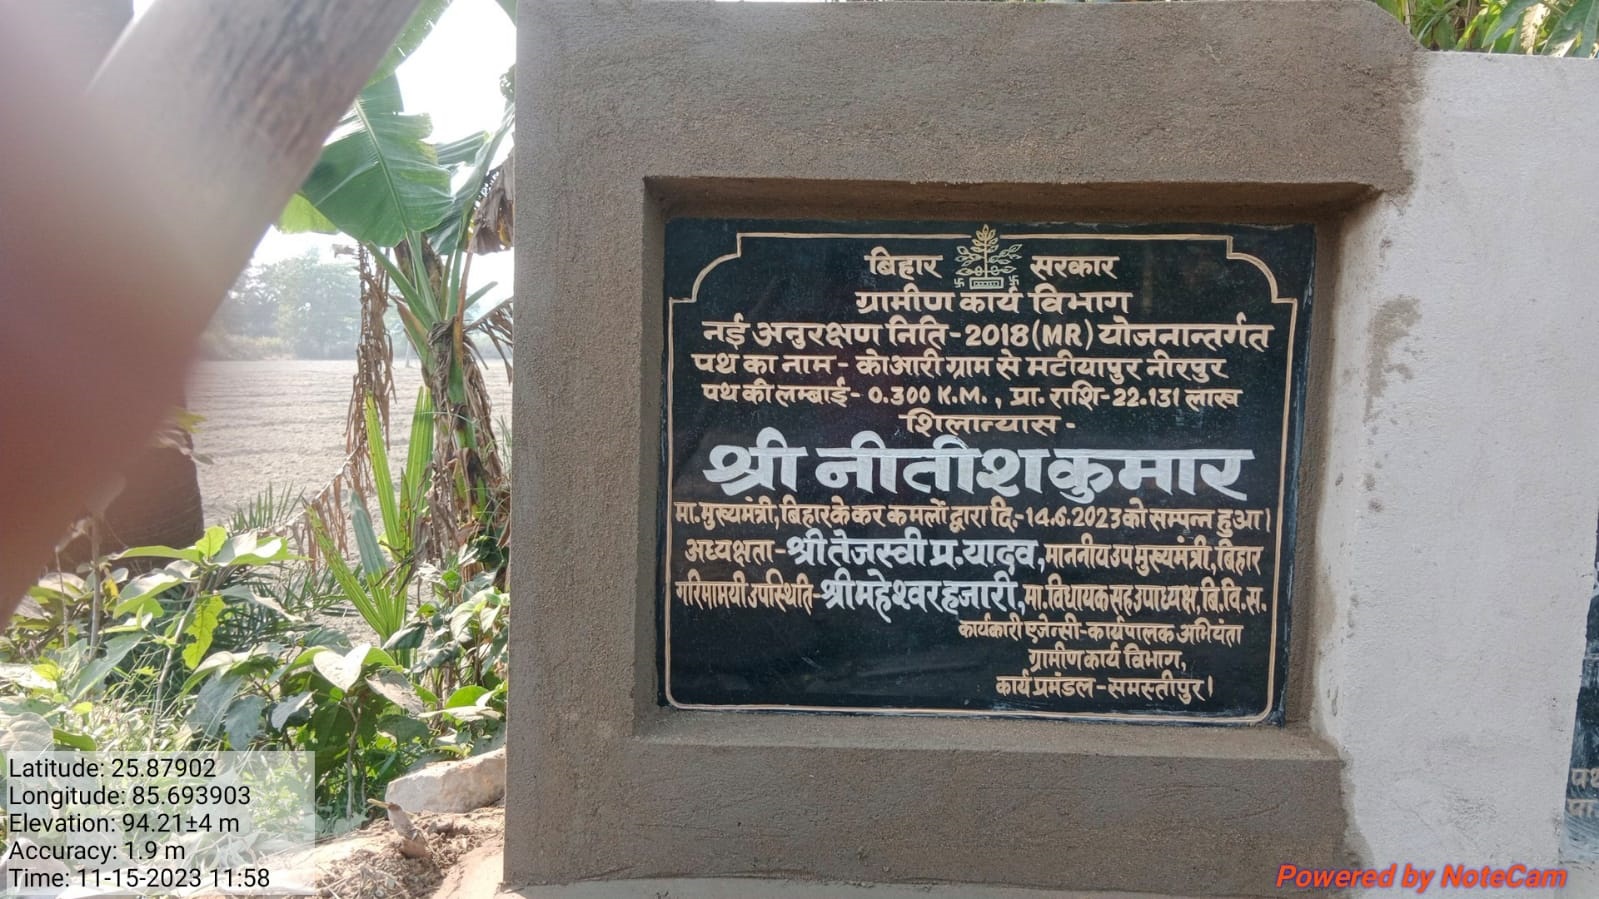 बिहार सरकार
ग्रामीण कार्य विभाग
नई अनुरक्षण निति-2018(MR) योजनान्तर्गत
पथ का नाम - कोआरी ग्राम से मटीयापुर नीरपुर
पथ की लम्बाई- 0.300 K.M., प्रा. राशि-22.131 लाख
शिलान्यास -
श्री नीतीश कुमार
मा. मुख्यमंत्री, बिहार के कर कमलों द्वारा दि.-14.6.2023 को सम्पन्न हुआ।
अध्यक्षता-श्री तेजस्वी प्र. यादव, माननीय उप मुख्यमंत्री, बिहार
गरिमामयी उपस्थिति-श्री महेश्वर हजारी, मा. विधायक सह उपाध्यक्ष, बि. वि. स.
कार्यकारी एजेन्सी-कार्यपालक अभियंता
ग्रामीण कार्य विभाग,
कार्य प्रमंडल-समस्तीपुर।
Latitude: 25.87902
Longitude: 85.693903
Elevation: 94.21±4 m
Accuracy: 1.9 m
Time: 11-15-2023 11:58
Powered by NoteCam